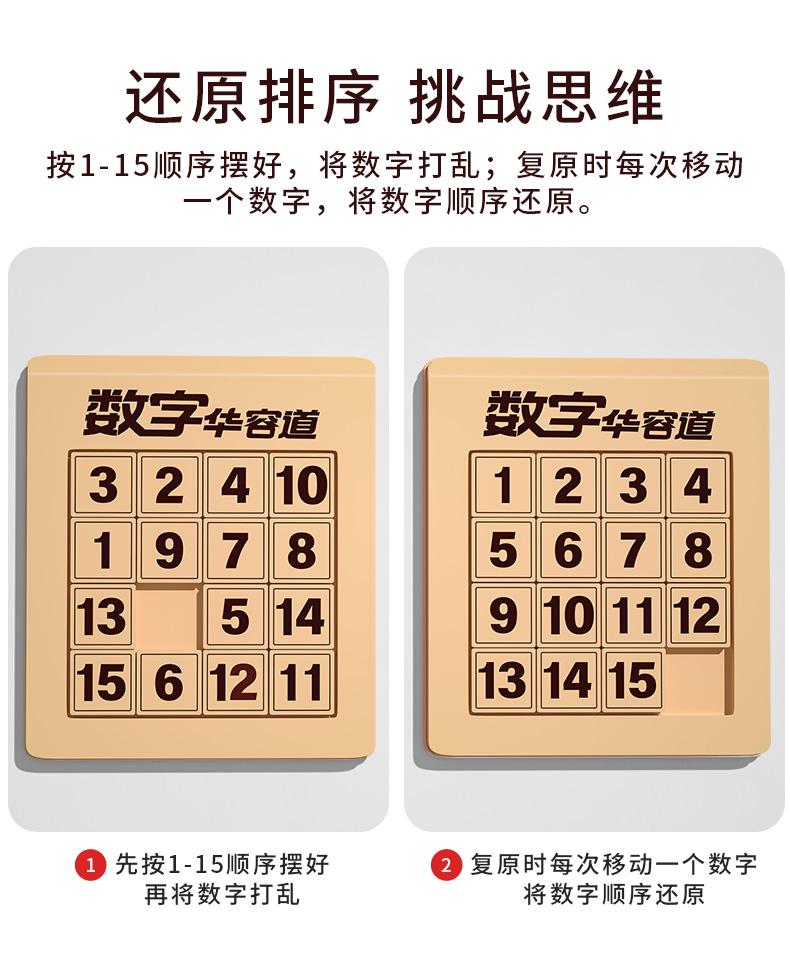 还原排序 挑战思维
按1-15顺序摆好，将数字打乱；复原时每次移动
一个数字，将数字顺序还原。
数字华容道
3 2 4 10
1 9 7 8
13 5 14
15 6 12 11
数字华容道
1 2 3 4
5 6 7 8
9 10 11 12
13 14 15
1 先按1-15顺序摆好
再将数字打乱
2 复原时每次移动一个数字
将数字顺序还原